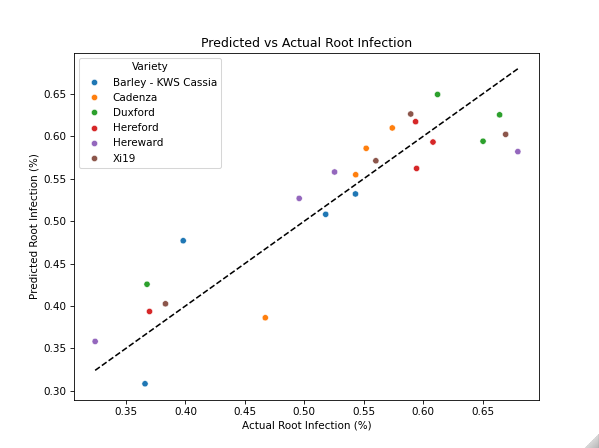 Predicted vs Actual Root Infection
Variety
Barley - KWS Cassia
Cadenza
Duxford
Hereford
Hereward
Xi19
Predicted Root Infection (%)
0.65
0.60
0.55
0.50
0.45
0.40
0.35
0.30
0.35
0.40
0.45
0.50
0.55
0.60
0.65
Actual Root Infection (%)